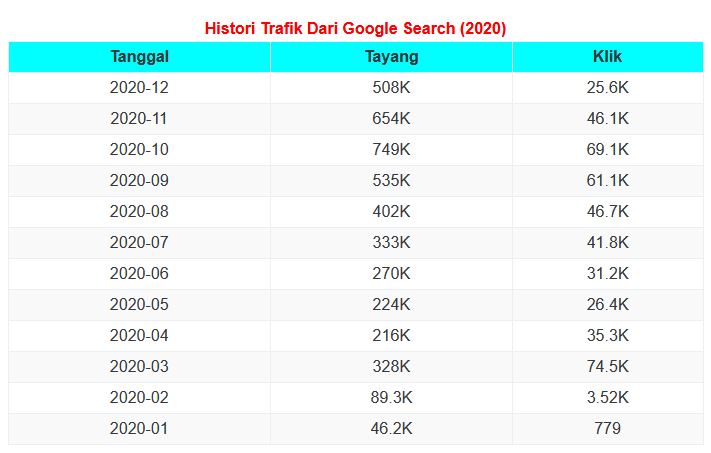 Histori Trafik Dari Google Search (2020)
Tanggal Tayang Klik
2020-12 508K 25.6K
2020-11 654K 46.1K
2020-10 749K 69.1K
2020-09 535K 61.1K
2020-08 402K 46.7K
2020-07 333K 41.8K
2020-06 270K 31.2K
2020-05 224K 26.4K
2020-04 216K 35.3K
2020-03 328K 74.5K
2020-02 89.3K 3.52K
2020-01 46.2K 779